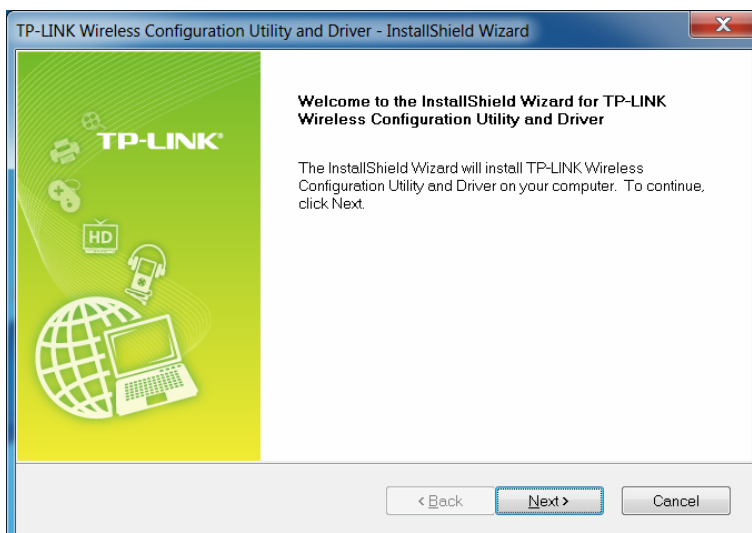 TP-LINK Wireless Configuration Utility and Driver - InstallShield Wizard
X
TP-LINK®
HD
Welcome to the InstallShield Wizard for TP-LINK
Wireless Configuration Utility and Driver
The InstallShield Wizard will install TP-LINK Wireless
Configuration Utility and Driver on your computer. To continue,
click Next.
< Back Next > Cancel